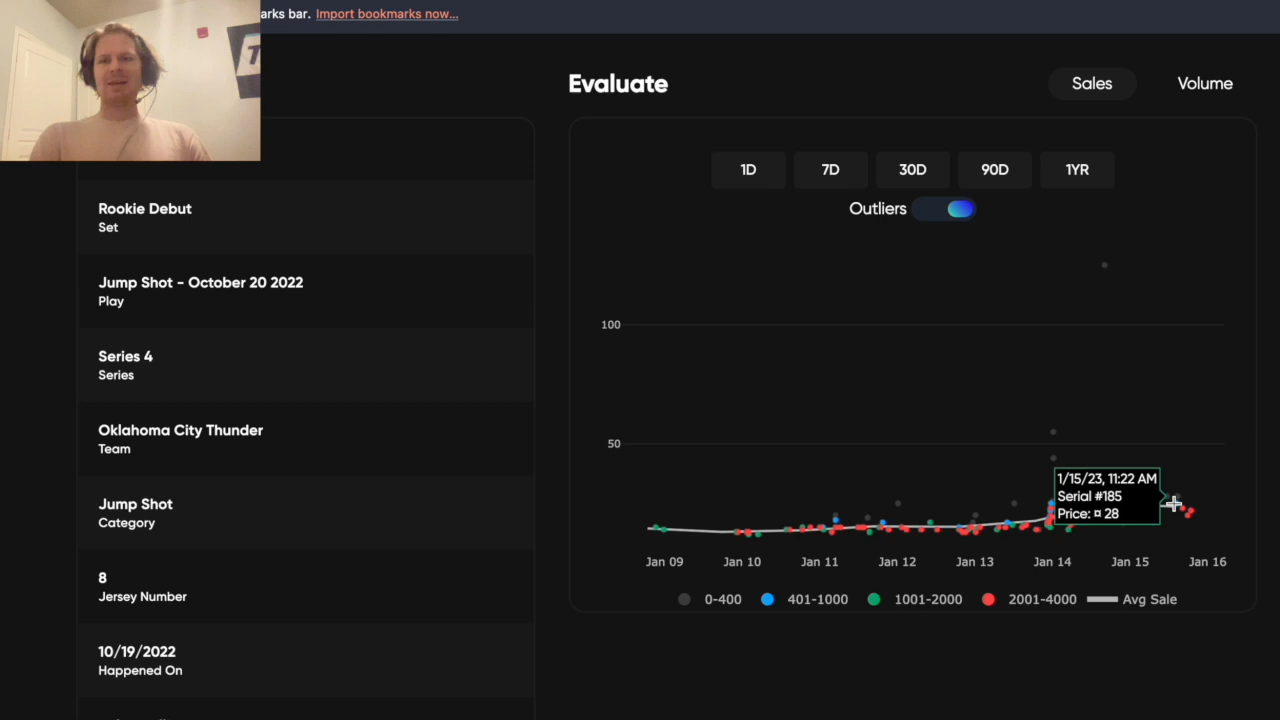 arks bar. Import bookmarks now...
T
Evaluate
Sales
Volume
1D
7D
30D
90D
1YR
Outliers
Rookie Debut
Set
Jump Shot - October 20 2022
Play
Series 4
Series
Oklahoma City Thunder
Team
Jump Shot
Category
8
Jersey Number
10/19/2022
Happened On
100
50
1/15/23, 11:22 AM
Serial #185
Price: ¤ 28
Jan 09
Jan 10
Jan 11
Jan 12
Jan 13
Jan 14
Jan 15
Jan 16
0-400
401-1000
1001-2000
2001-4000
Avg Sale